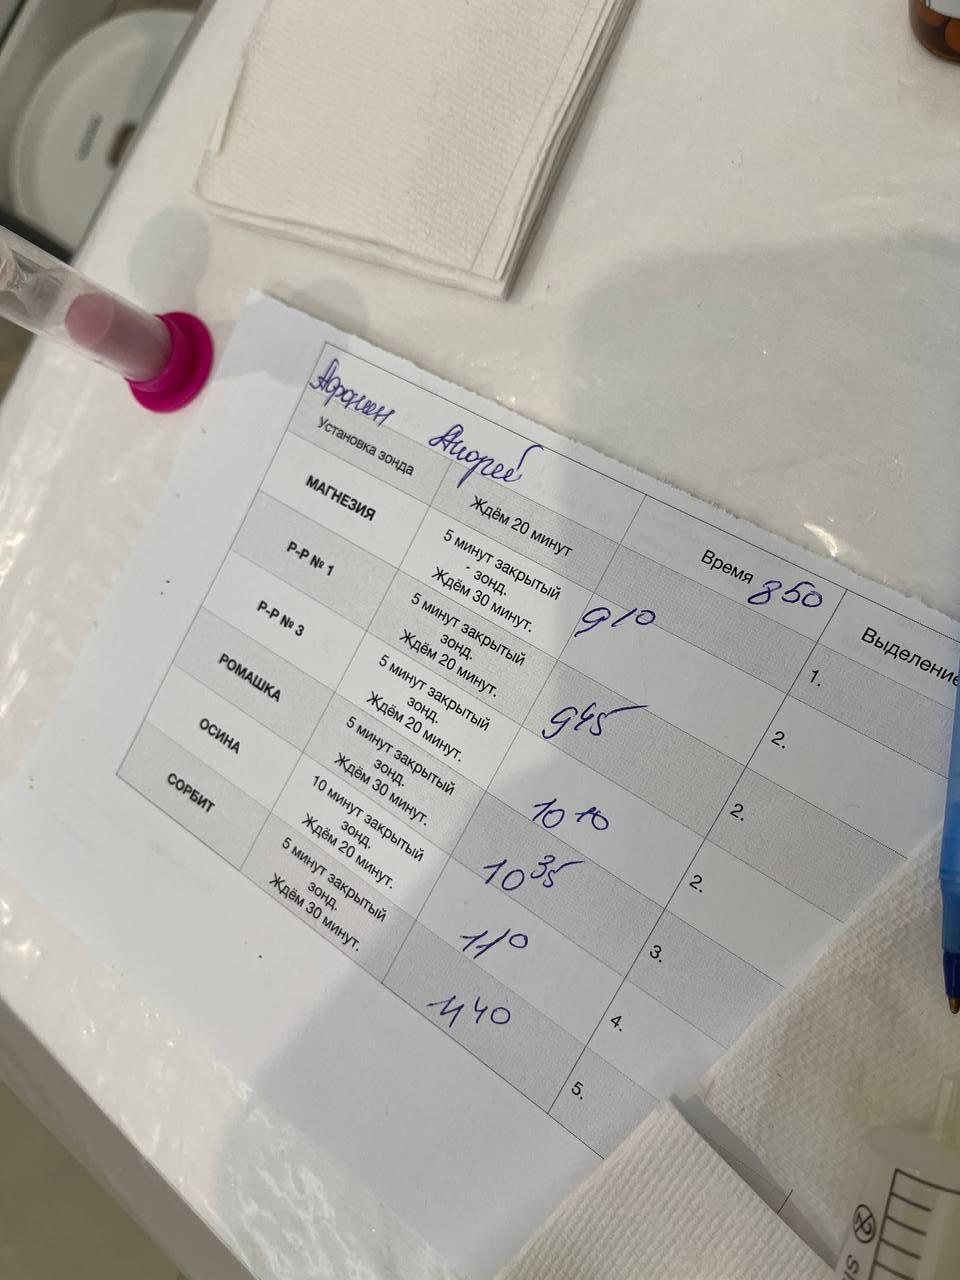 Афонин Андрей
Время 8 50
Выделение
Установка зонда
Ждём 20 минут
1.
МАГНЕЗИЯ
5 минут закрытый
зонд.
Ждём 30 минут.
9 10
2.
Р-Р № 1
5 минут закрытый
зонд.
Ждём 20 минут.
9 45
2.
Р-Р № 3
5 минут закрытый
зонд.
Ждём 20 минут.
10 10
2.
РОМАШКА
5 минут закрытый
зонд.
Ждём 30 минут.
10 35
3.
ОСИНА
10 минут закрытый
зонд.
Ждём 20 минут.
11 10
4.
СОРБИТ
5 минут закрытый
зонд.
Ждём 30 минут.
11 40
5.